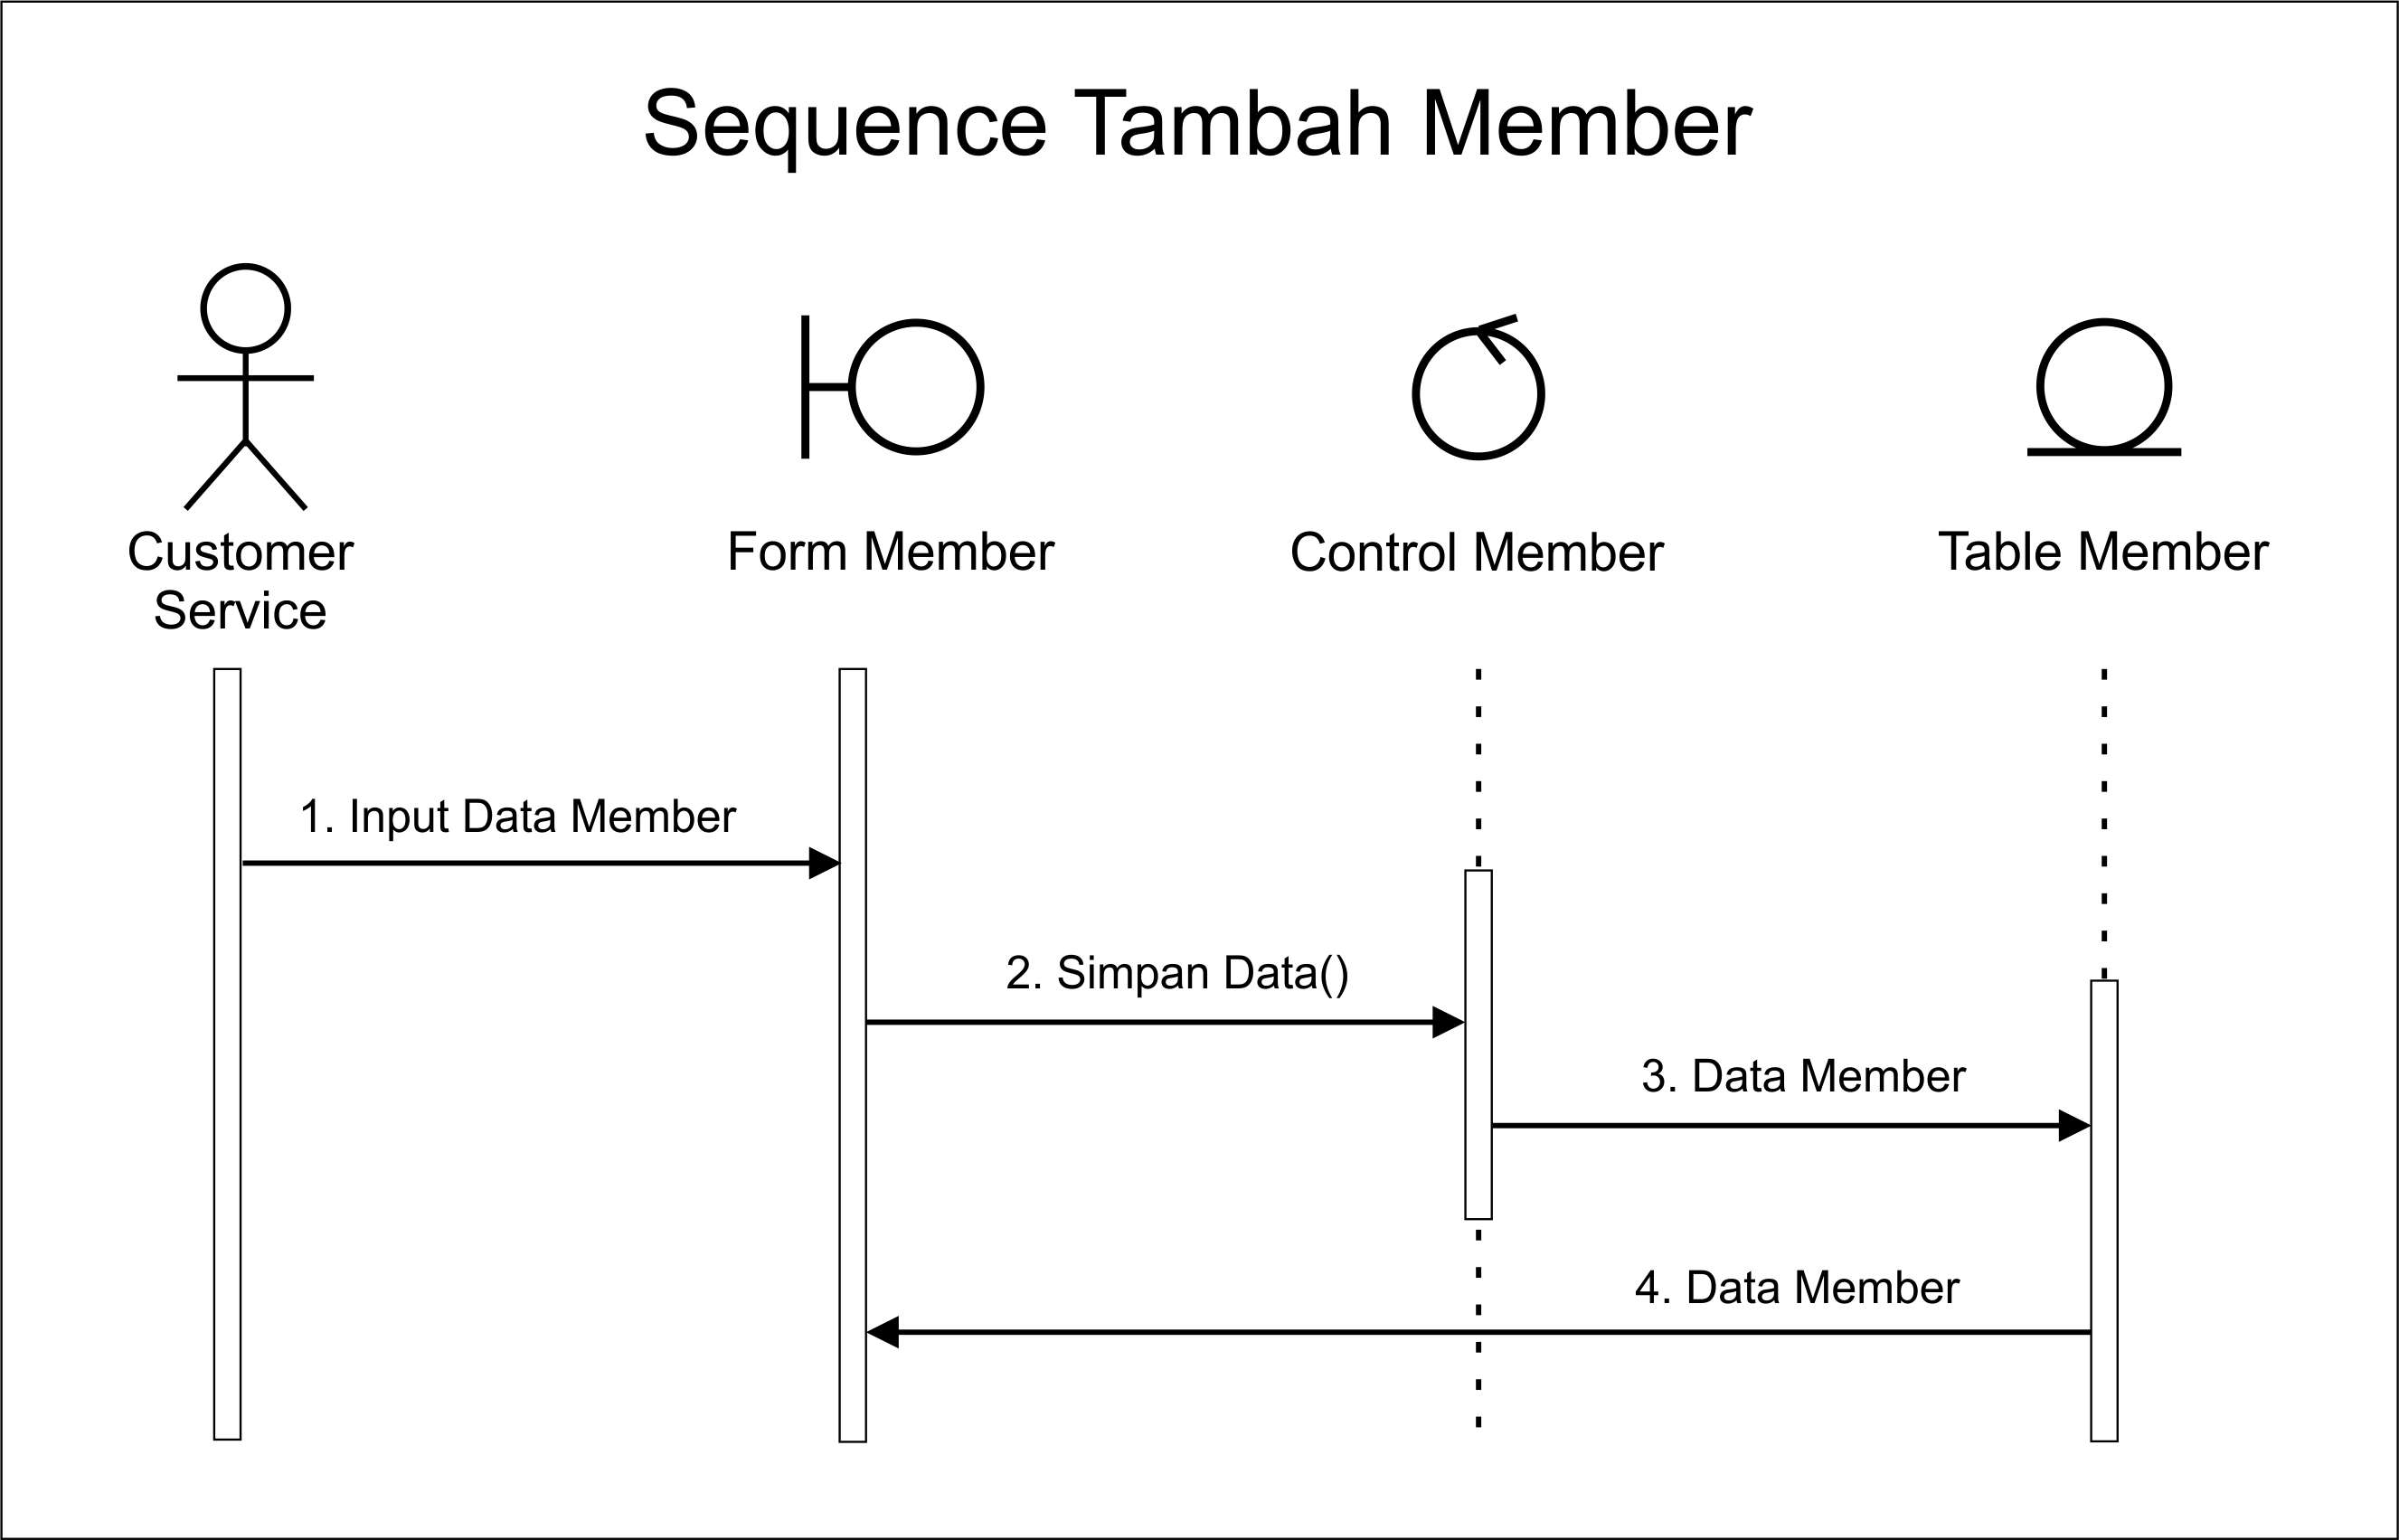 Sequence Tambah Member
Customer
Service
Form Member
Control Member
Table Member
1. Input Data Member
2. Simpan Data()
3. Data Member
4. Data Member